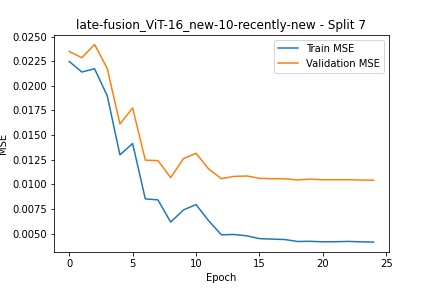 late-fusion_ViT-16_new-10-recently-new - Split 7
Train MSE
Validation MSE
MSE
0.0250
0.0225
0.0200
0.0175
0.0150
0.0125
0.0100
0.0075
0.0050
0 5 10 15 20 25
Epoch